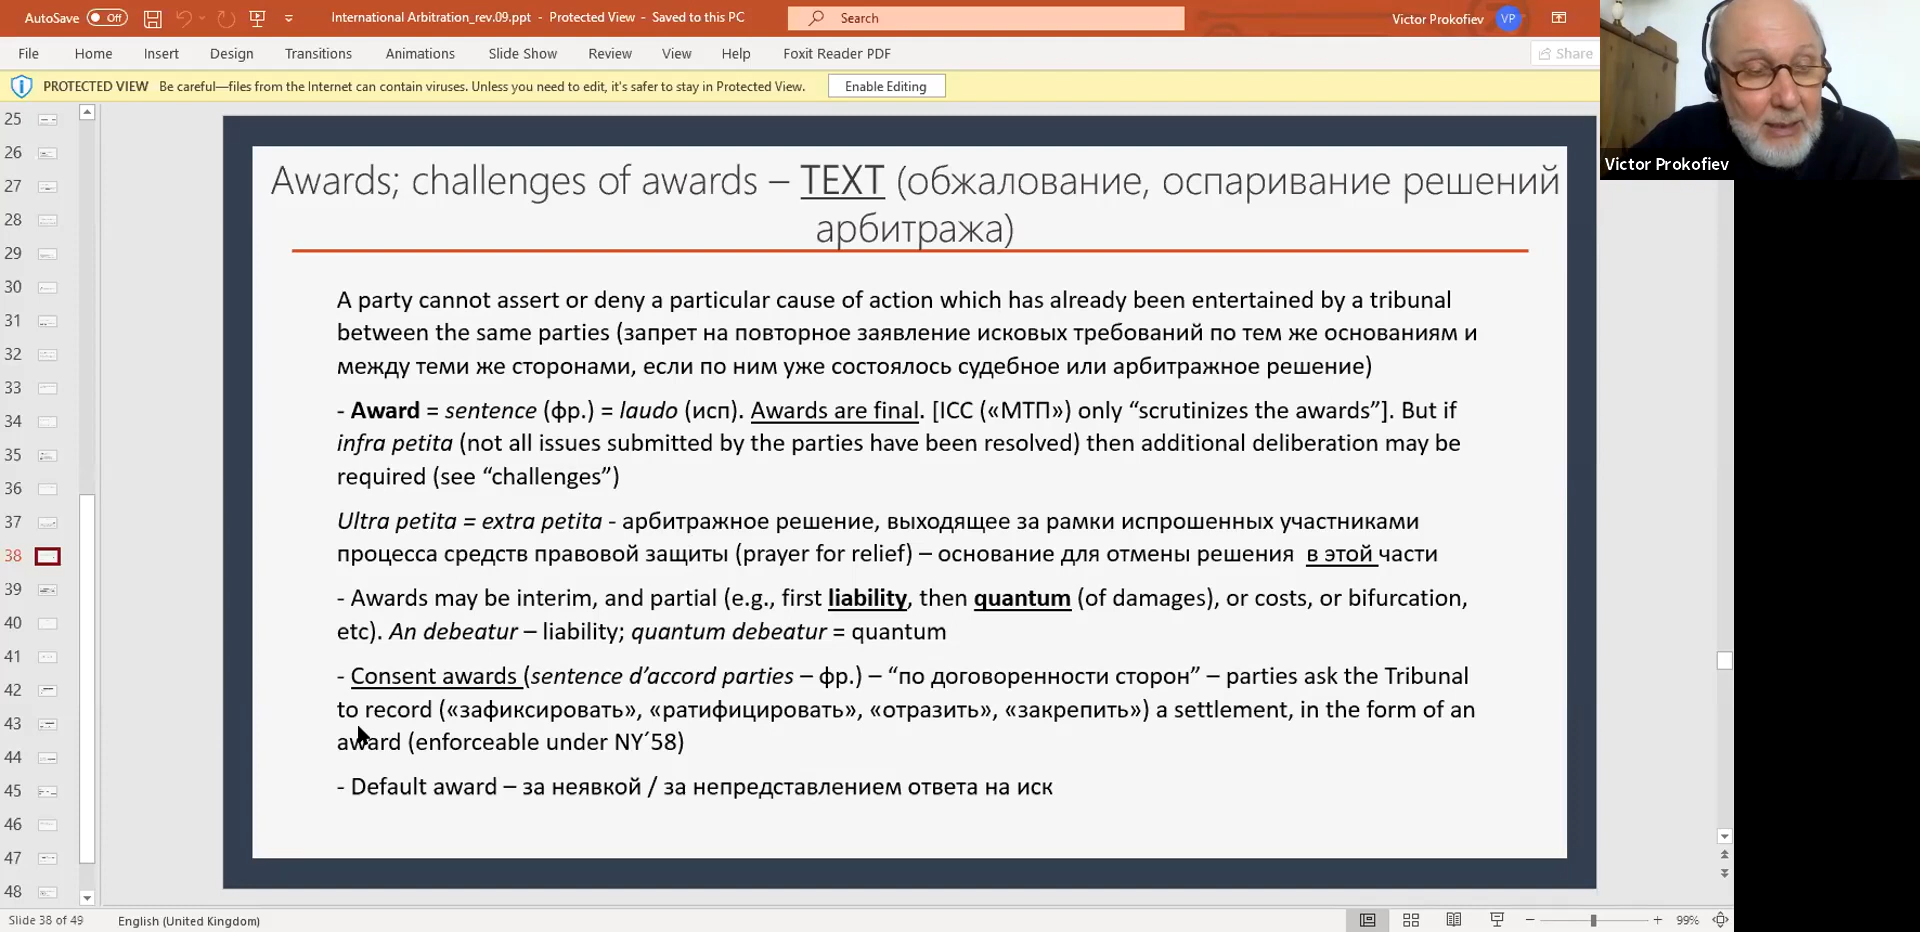 AutoSave Off International Arbitration_rev.09.ppt - Protected View - Saved to this PC Search Victor Prokofiev VP
File Home Insert Design Transitions Animations Slide Show Review View Help Foxit Reader PDF Share
PROTECTED VIEW Be careful—files from the Internet can contain viruses. Unless you need to edit, it's safer to stay in Protected View. Enable Editing
Victor Prokofiev
25
26
27
28
29
30
31
32
33
34
35
36
37
38
39
40
41
42
43
44
45
46
47
48
Awards; challenges of awards – TEXT (обжалование, оспаривание решений
арбитража)
A party cannot assert or deny a particular cause of action which has already been entertained by a tribunal
between the same parties (запрет на повторное заявление исковых требований по тем же основаниям и
между теми же сторонами, если по ним уже состоялось судебное или арбитражное решение)
- Award = sentence (фр.) = laudo (исп). Awards are final. [ICC («МТП») only “scrutinizes the awards”]. But if
infra petita (not all issues submitted by the parties have been resolved) then additional deliberation may be
required (see “challenges”)
Ultra petita = extra petita - арбитражное решение, выходящее за рамки испрошенных участниками
процесса средств правовой защиты (prayer for relief) – основание для отмены решения в этой части
- Awards may be interim, and partial (e.g., first liability, then quantum (of damages), or costs, or bifurcation,
etc). An debeatur – liability; quantum debeatur = quantum
- Consent awards (sentence d’accord parties – фр.) – “по договоренности сторон” – parties ask the Tribunal
to record («зафиксировать», «ратифицировать», «отразить», «закрепить») a settlement, in the form of an
award (enforceable under NY´58)
- Default award – за неявкой / за непредставлением ответа на иск
Slide 38 of 49 English (United Kingdom) 99%